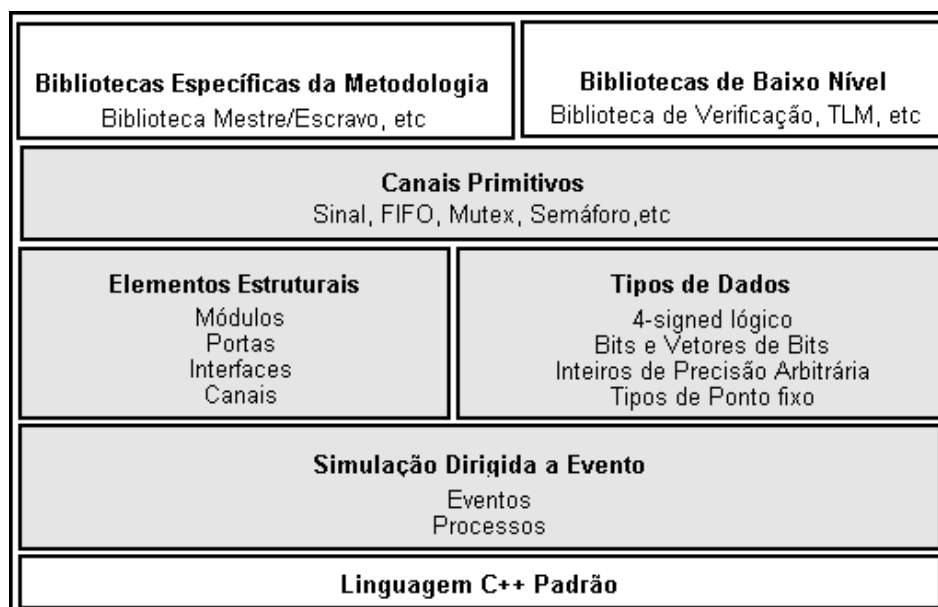 Bibliotecas Específicas da Metodologia
Biblioteca Mestre/Escravo, etc
Bibliotecas de Baixo Nível
Biblioteca de Verificação, TLM, etc
Canais Primitivos
Sinal, FIFO, Mutex, Semáforo,etc
Elementos Estruturais
Módulos
Portas
Interfaces
Canais
Tipos de Dados
4-signed lógico
Bits e Vetores de Bits
Inteiros de Precisão Arbitrária
Tipos de Ponto fixo
Simulação Dirigida a Evento
Eventos
Processos
Linguagem C++ Padrão